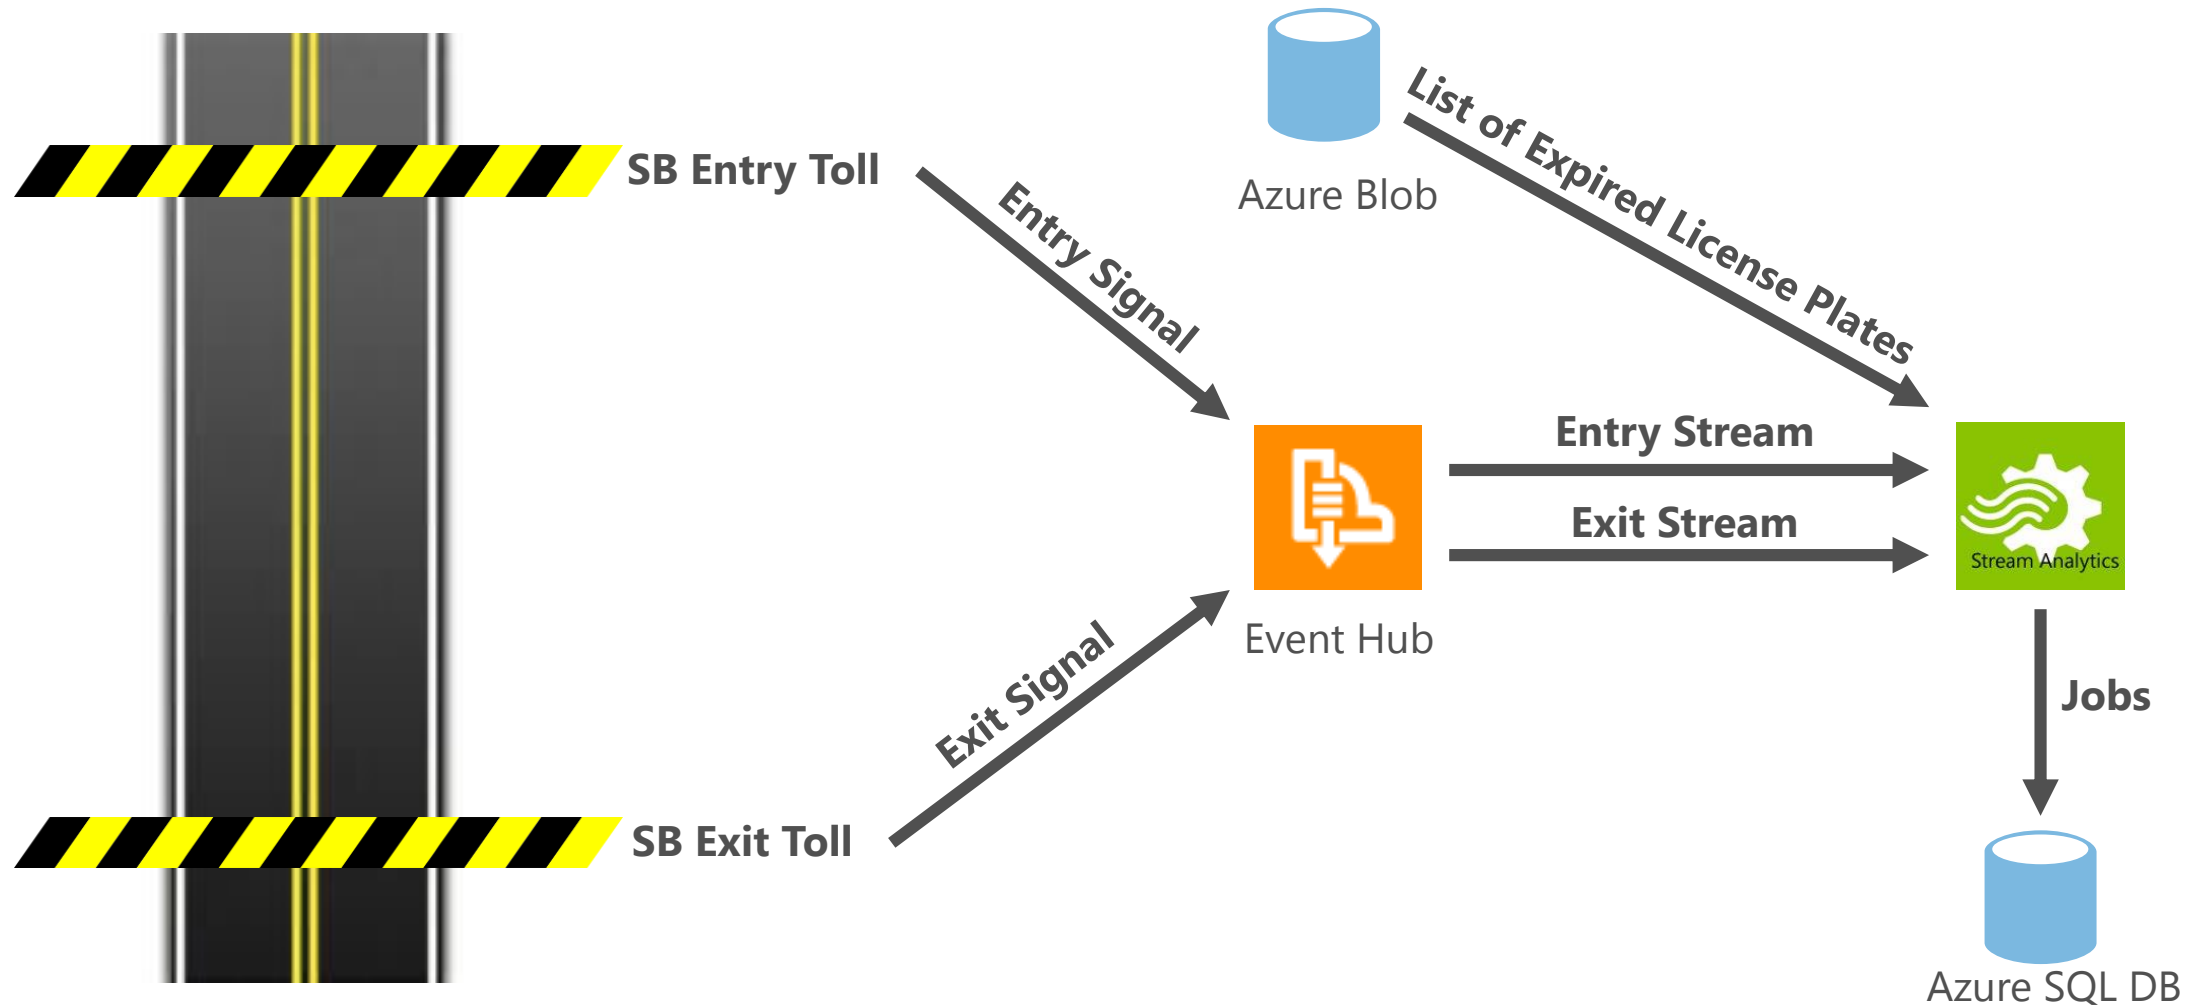 SB Entry Toll
Entry Signal
Azure Blob
List of Expired License Plates
Entry Stream
Exit Stream
Stream Analytics
Event Hub
Exit Signal
Jobs
SB Exit Toll
Azure SQL DB